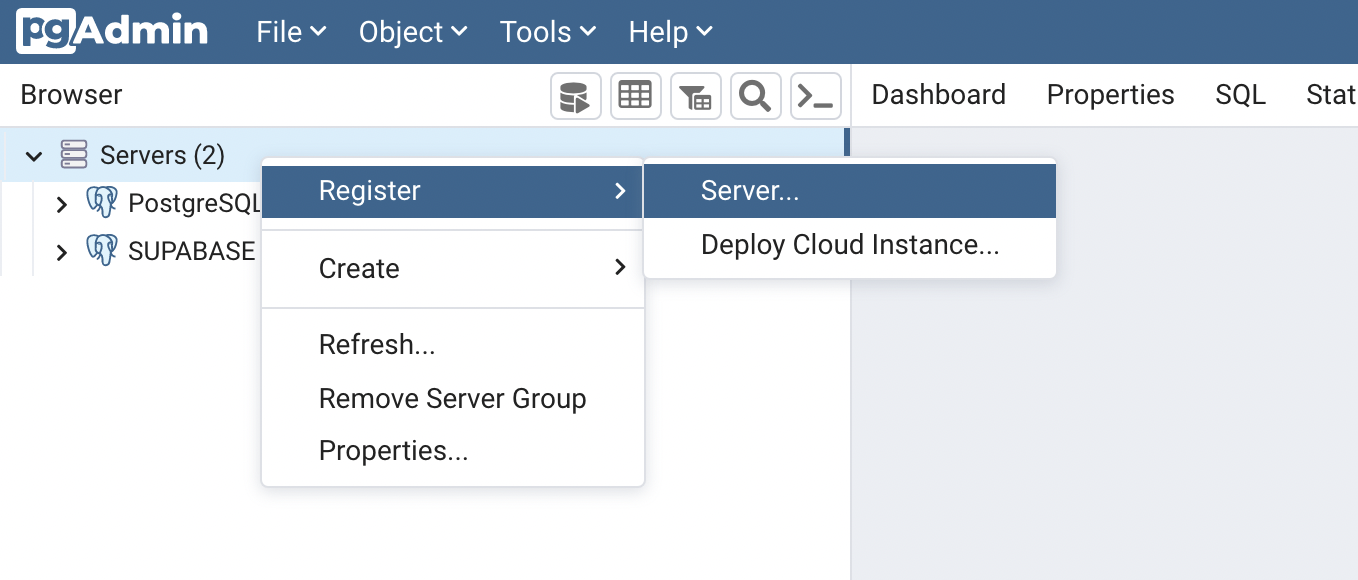 pgAdmin File Object Tools Help
Browser Dashboard Properties SQL Stat
Servers (2)
PostgreSQL
SUPABASE
Register
Create
Refresh...
Remove Server Group
Properties...
Server...
Deploy Cloud Instance...